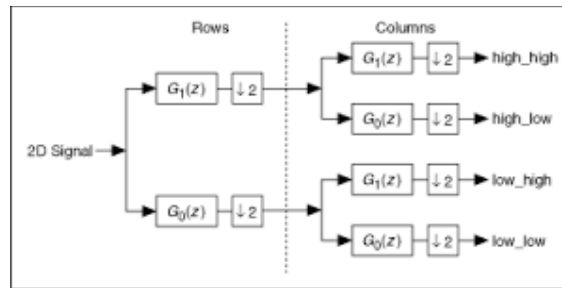 Rows Columns
G₁(z) ↓2 high_high
G₁(z) ↓2
G₀(z) ↓2 high_low
2D Signal
G₁(z) ↓2 low_high
G₀(z) ↓2
G₀(z) ↓2 low_low